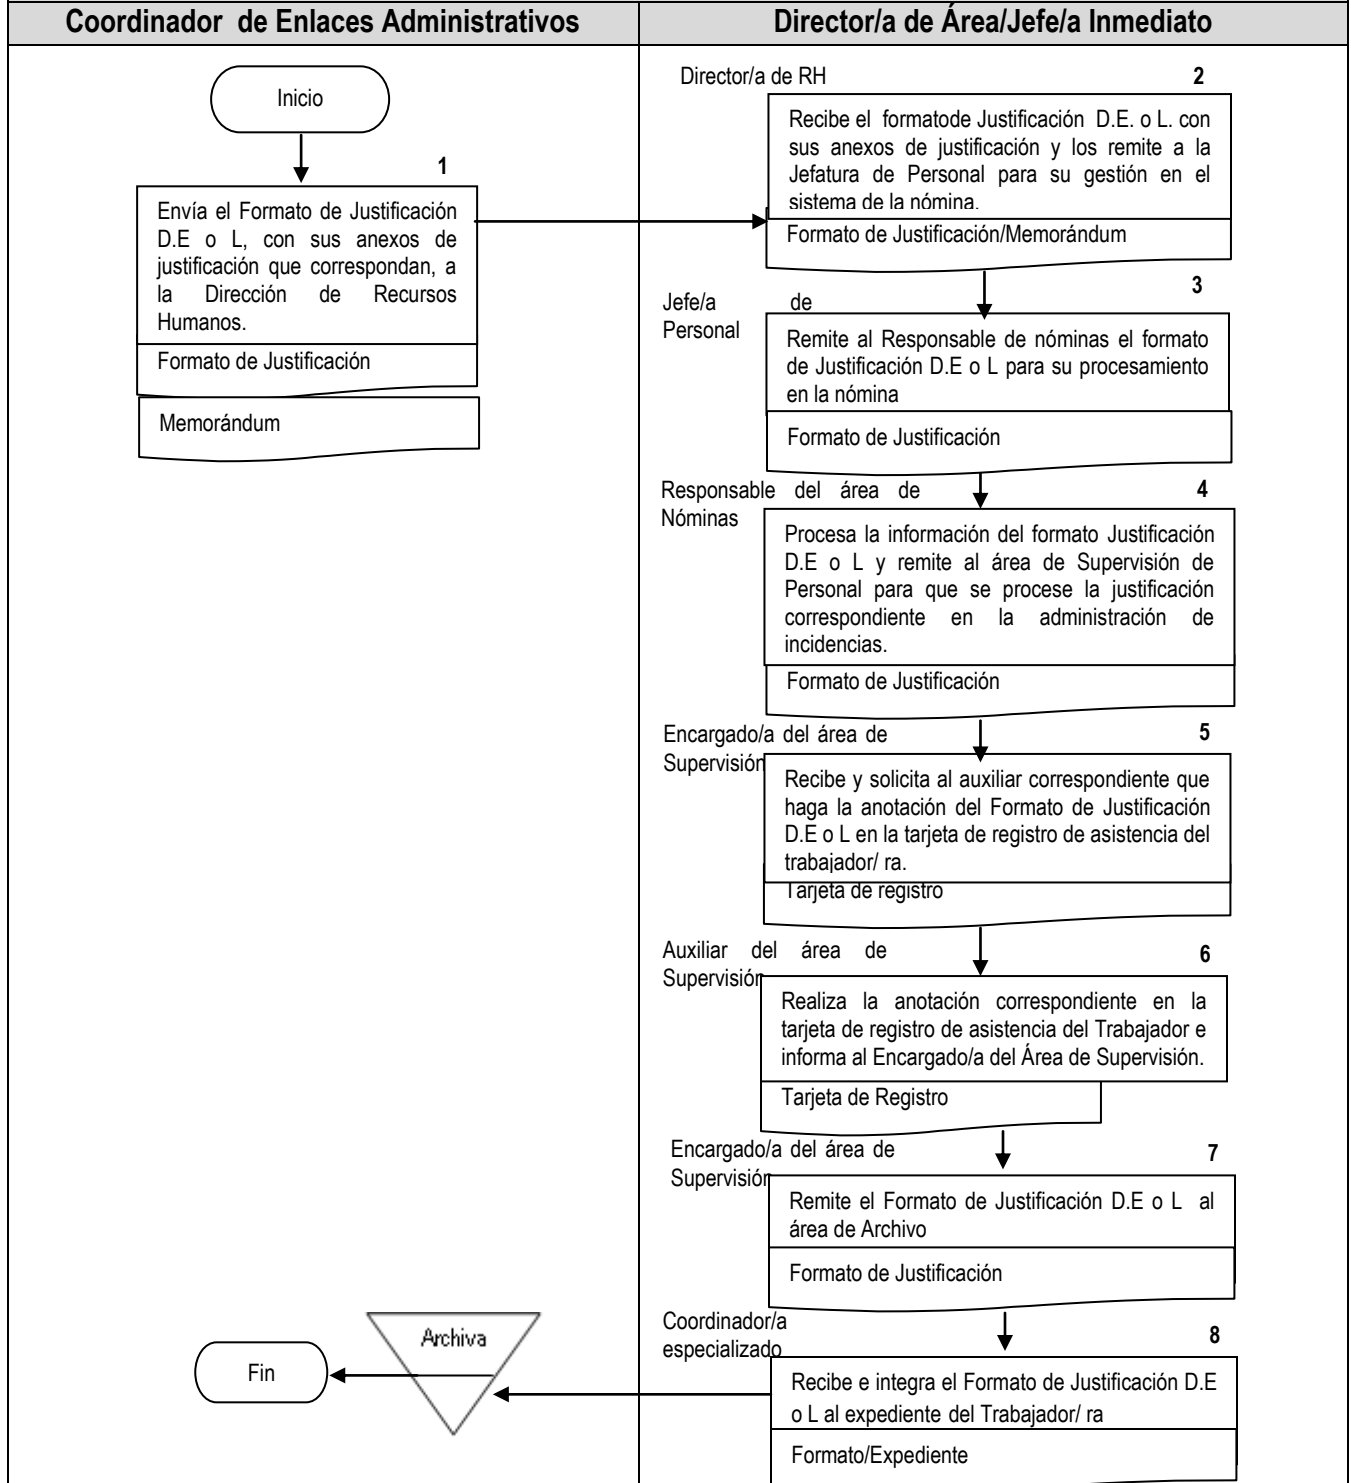 Coordinador de Enlaces Administrativos
Director/a de Área/Jefe/a Inmediato
Inicio
1
Envía el Formato de Justificación
D.E o L, con sus anexos de
justificación que correspondan, a
la Dirección de Recursos
Humanos.
Formato de Justificación
Memorándum
Director/a de RH
2
Recibe el formatode Justificación D.E. o L. con
sus anexos de justificación y los remite a la
Jefatura de Personal para su gestión en el
sistema de la nómina.
Formato de Justificación/Memorándum
Jefe/a de
Personal
3
Remite al Responsable de nóminas el formato
de Justificación D.E o L para su procesamiento
en la nómina
Formato de Justificación
Responsable del área de
Nóminas
4
Procesa la información del formato Justificación
D.E o L y remite al área de Supervisión de
Personal para que se procese la justificación
correspondiente en la administración de
incidencias.
Formato de Justificación
Encargado/a del área de
Supervisión
5
Recibe y solicita al auxiliar correspondiente que
haga la anotación del Formato de Justificación
D.E o L en la tarjeta de registro de asistencia del
trabajador/ ra.
Tarjeta de registro
Auxiliar del área de
Supervisión
6
Realiza la anotación correspondiente en la
tarjeta de registro de asistencia del Trabajador e
informa al Encargado/a del Área de Supervisión.
Tarjeta de Registro
Encargado/a del área de
Supervisión
7
Remite el Formato de Justificación D.E o L al
área de Archivo
Formato de Justificación
Coordinador/a
especializado
8
Recibe e integra el Formato de Justificación D.E
o L al expediente del Trabajador/ ra
Formato/Expediente
Archiva
Fin